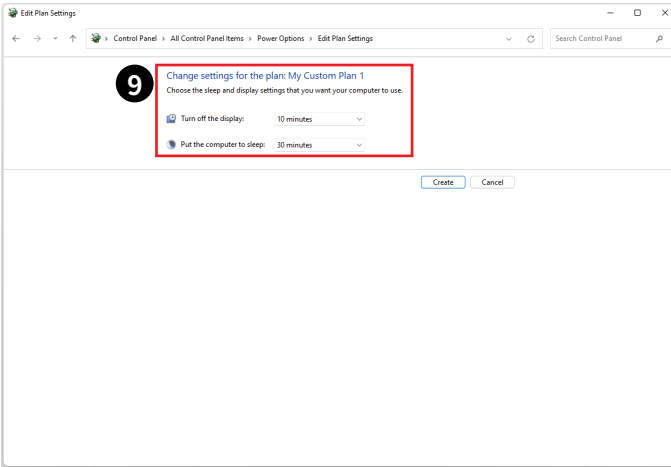 Edit Plan Settings
Control Panel > All Control Panel Items > Power Options > Edit Plan Settings
Search Control Panel
9
Change settings for the plan: My Custom Plan 1
Choose the sleep and display settings that you want your computer to use.
Turn off the display: 10 minutes
Put the computer to sleep: 30 minutes
Create Cancel